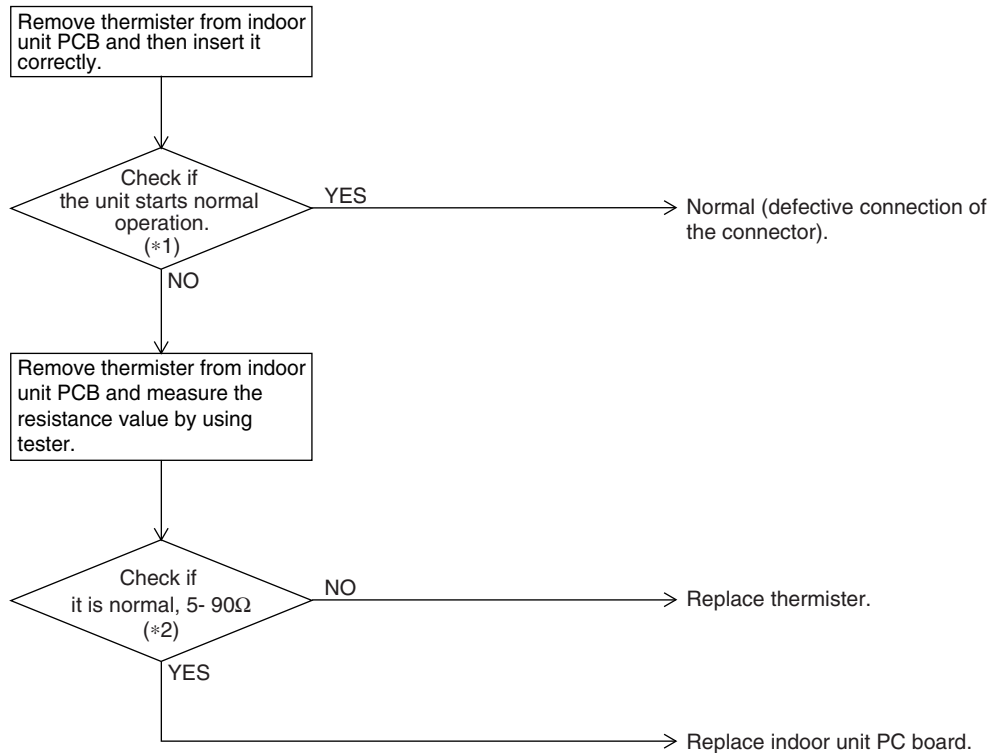 Remove thermister from indoor
unit PCB and then insert it
correctly.
Check if
the unit starts normal
operation.
(*1)
YES
Normal (defective connection of
the connector).
NO
Remove thermister from indoor
unit PCB and measure the
resistance value by using
tester.
Check if
it is normal, 5- 90Ω
(*2)
NO
Replace thermister.
YES
Replace indoor unit PC board.